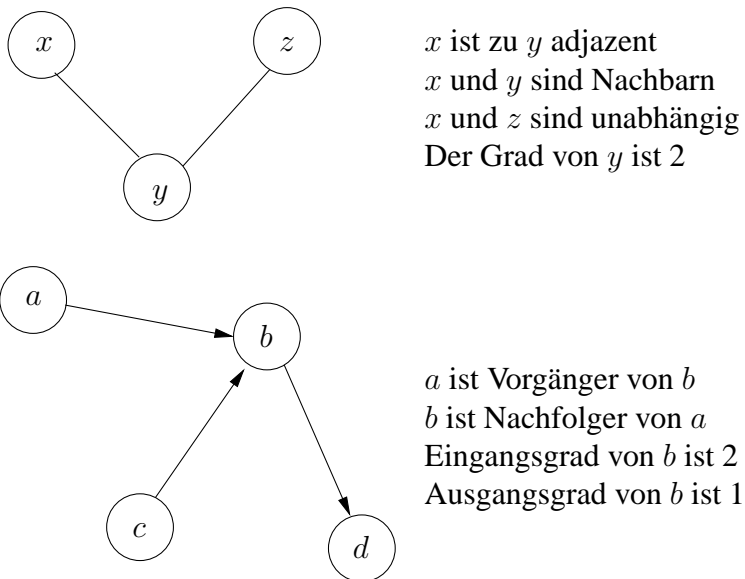 x
z
y
x ist zu y adjazent
x und y sind Nachbarn
x und z sind unabhängig
Der Grad von y ist 2
a
b
c
d
a ist Vorgänger von b
b ist Nachfolger von a
Eingangsgrad von b ist 2
Ausgangsgrad von b ist 1